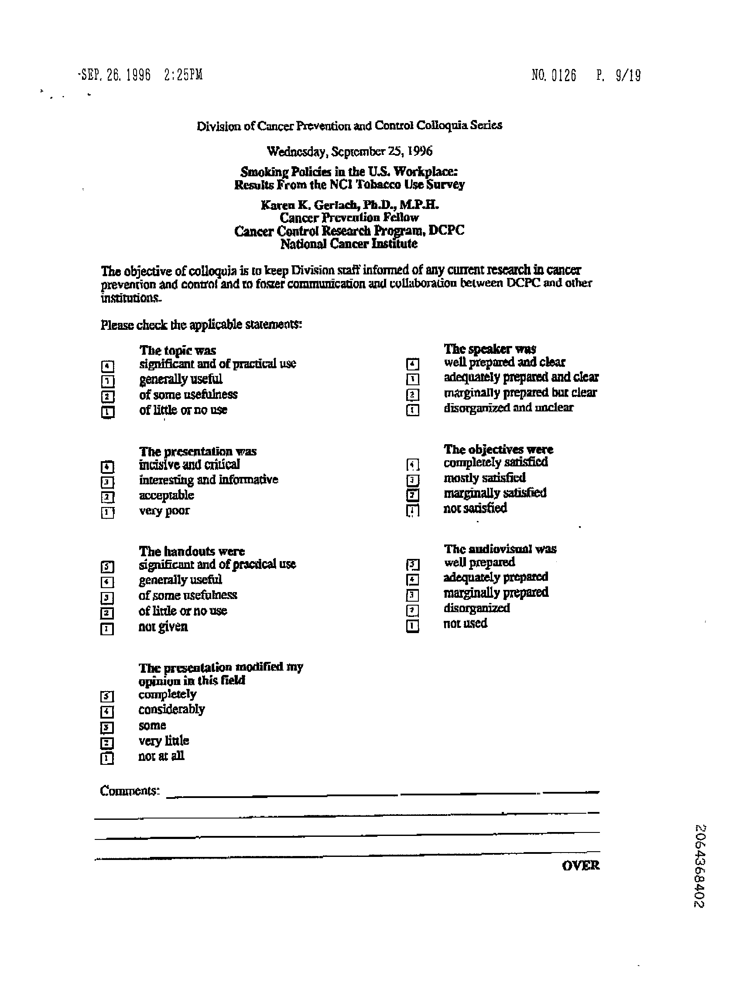 -SEP. 26. 1996 2:25PM NO. 0126 P. 9/19
Division of Cancer Prevention and Control Colloquia Series
Wednesday, September 25, 1996
Smoking Policies in the U.S. Workplace:
Results From the NCI Tobacco Use Survey
Karen K. Gerlach, Ph.D., M.P.H.
Cancer Prevention Fellow
Cancer Control Research Program, DCPC
National Cancer Institute
The objective of colloquia is to keep Division staff informed of any current research in cancer
prevention and control and to foster communication and collaboration between DCPC and other
institutions.
Please check the applicable statements:
The topic was
4 significant and of practical use
3 generally useful
2 of some usefulness
1 of little or no use
The speaker was
4 well prepared and clear
3 adequately prepared and clear
2 marginally prepared but clear
1 disorganized and unclear
The presentation was
4 incisive and critical
3 interesting and informative
2 acceptable
1 very poor
The objectives were
4 completely satisfied
3 mostly satisfied
2 marginally satisfied
1 not satisfied
The handouts were
5 significant and of practical use
4 generally useful
3 of some usefulness
2 of little or no use
1 not given
The audiovisual was
5 well prepared
4 adequately prepared
3 marginally prepared
2 disorganized
1 not used
The presentation modified my
opinion in this field
5 completely
4 considerably
3 some
2 very little
1 not at all
Comments:
OVER
2064368402